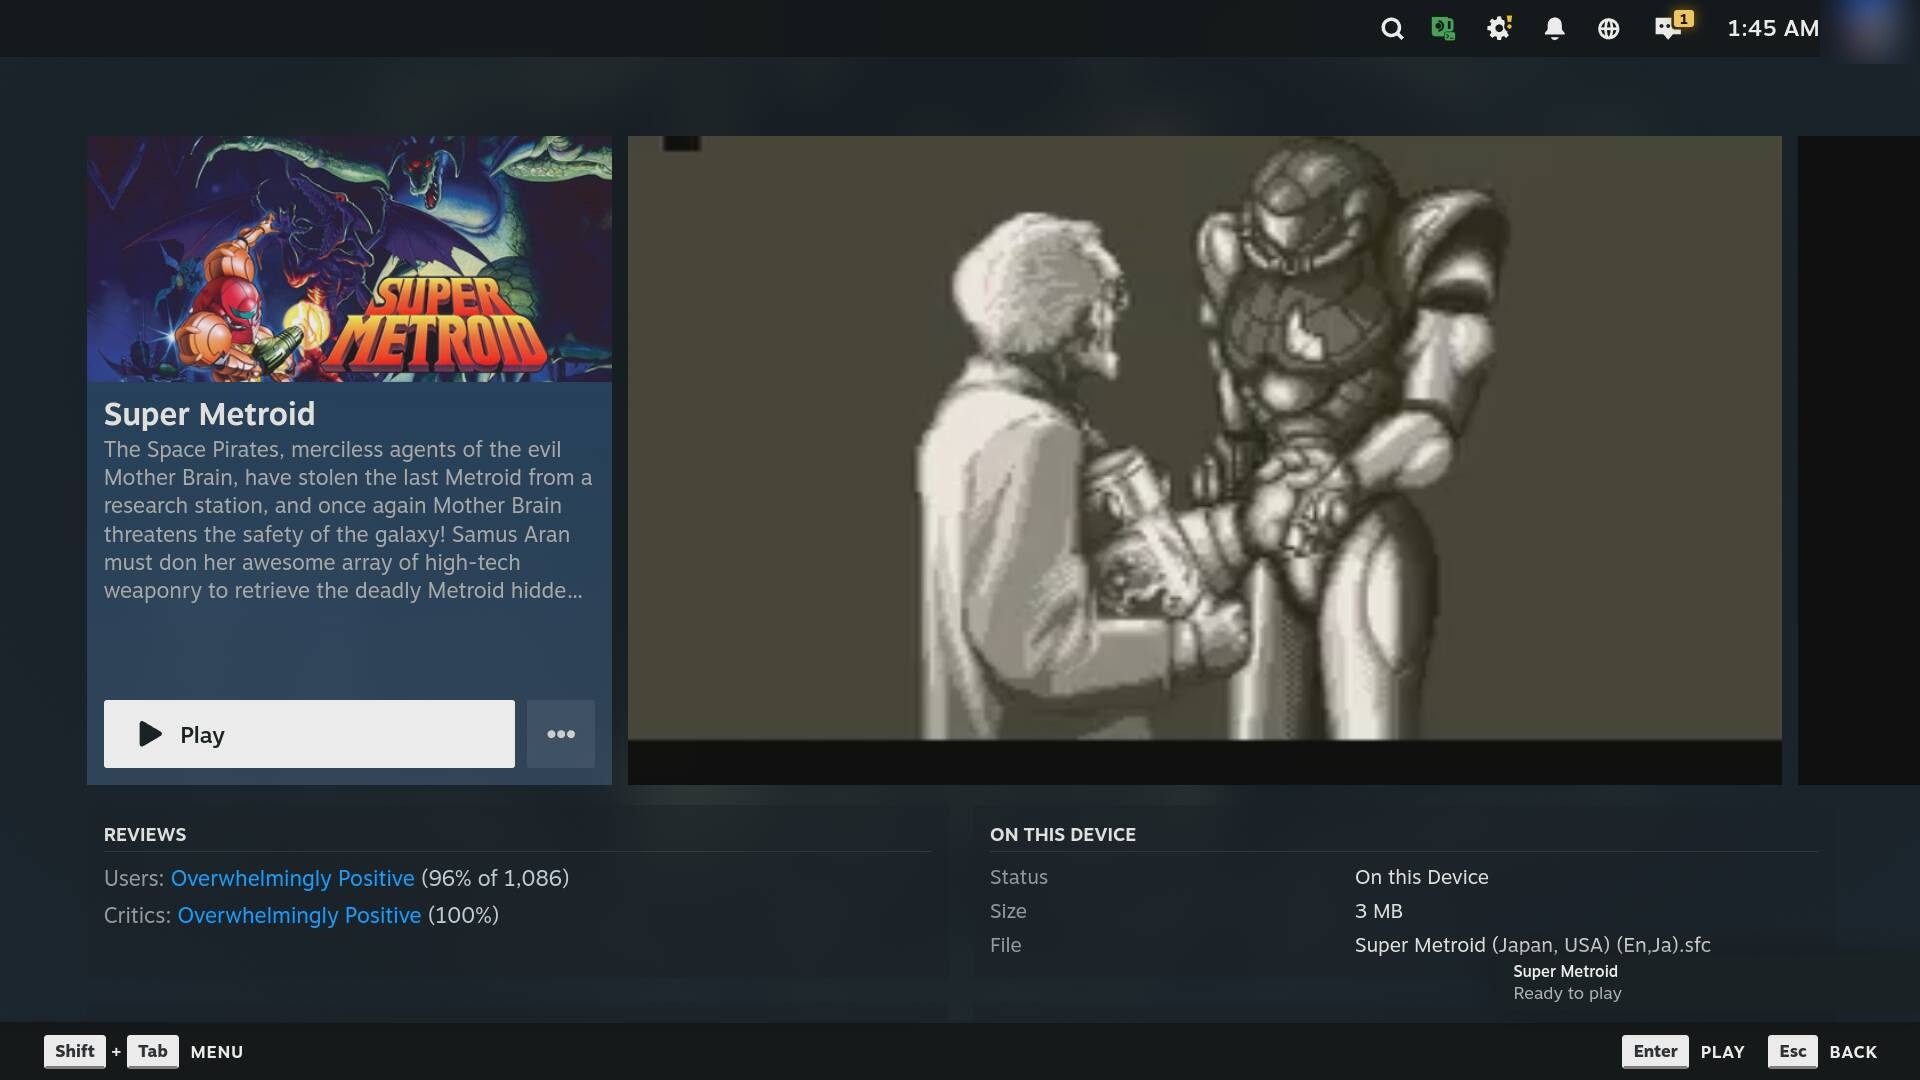 1
1:45 AM
SUPER
METROID
Super Metroid
The Space Pirates, merciless agents of the evil
Mother Brain, have stolen the last Metroid from a
research station, and once again Mother Brain
threatens the safety of the galaxy! Samus Aran
must don her awesome array of high-tech
weaponry to retrieve the deadly Metroid hidde...
Play
REVIEWS
Users: Overwhelmingly Positive (96% of 1,086)
Critics: Overwhelmingly Positive (100%)
ON THIS DEVICE
Status On this Device
Size 3 MB
File Super Metroid (Japan, USA) (En,Ja).sfc
Super Metroid
Ready to play
Shift + Tab MENU
Enter PLAY Esc BACK